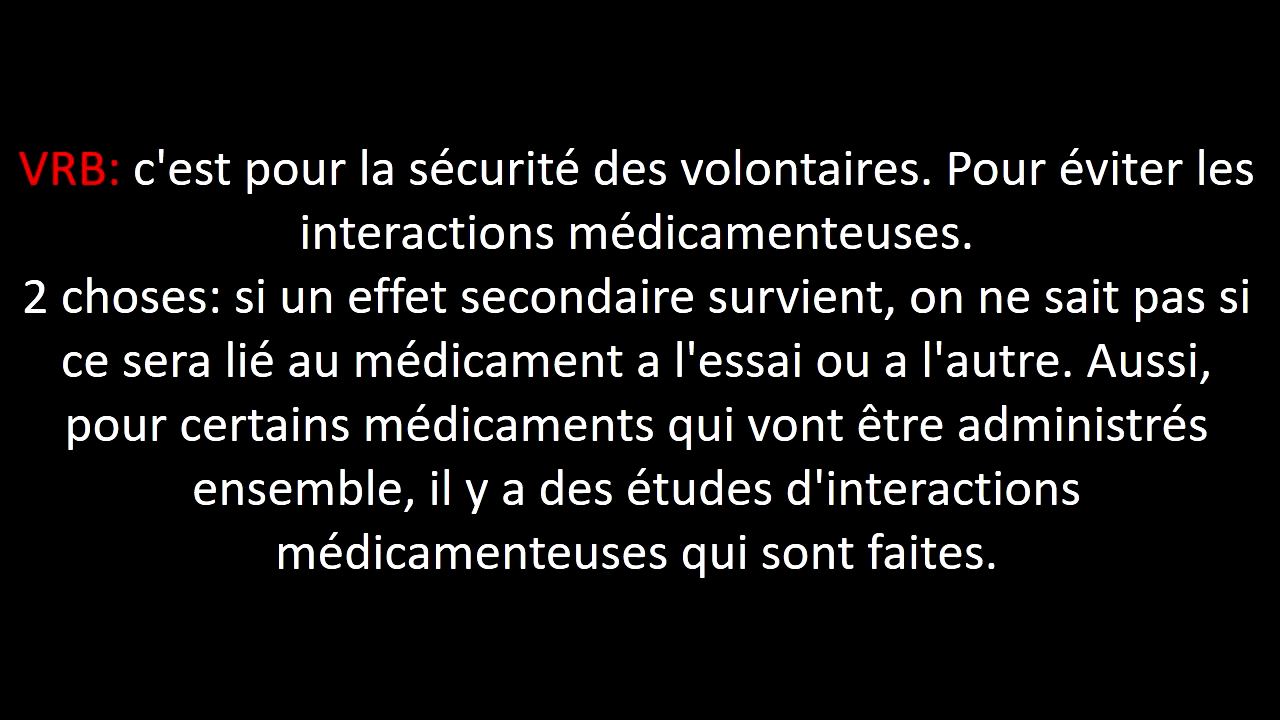 VRB: c'est pour la sécurité des volontaires. Pour éviter les
interactions médicamenteuses.
2 choses: si un effet secondaire survient, on ne sait pas si
ce sera lié au médicament a l'essai ou a l'autre. Aussi,
pour certains médicaments qui vont être administrés
ensemble, il y a des études d'interactions
médicamenteuses qui sont faites.